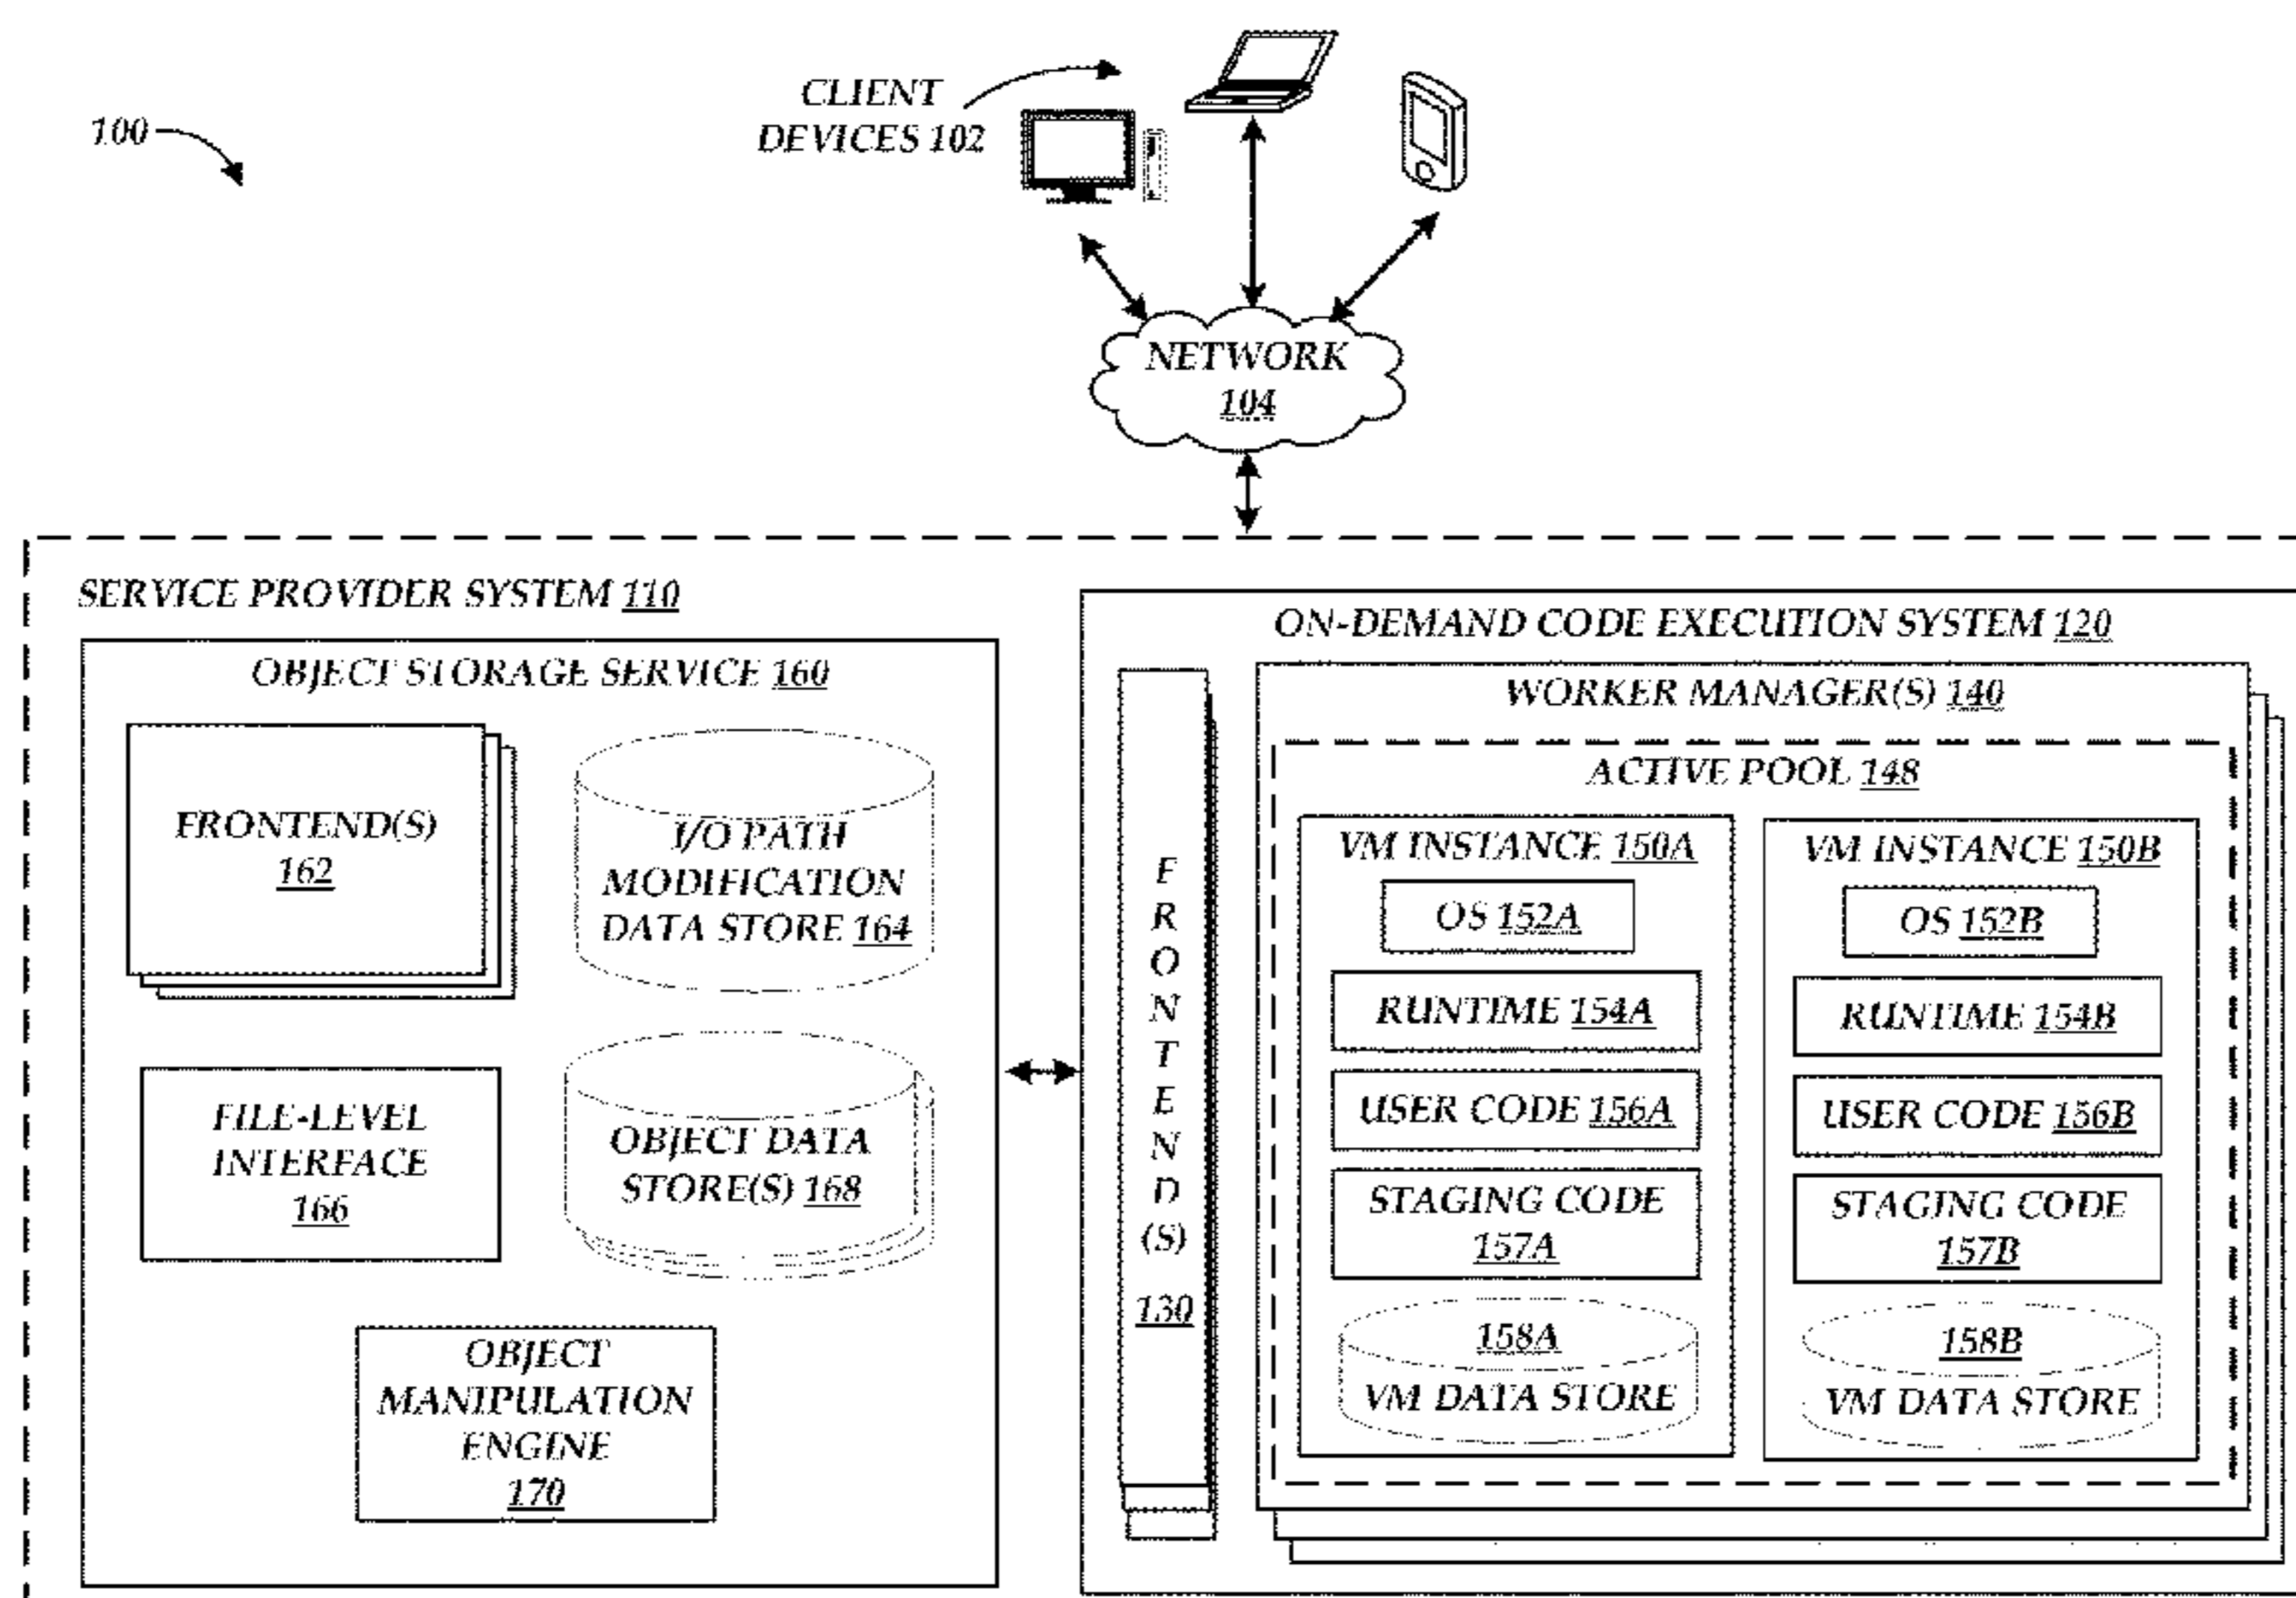 100
CLIENT
DEVICES 102
NETWORK
104
SERVICE PROVIDER SYSTEM 110
OBJECT STORAGE SERVICE 160
FRONTEND(S)
162
I/O PATH
MODIFICATION
DATA STORE 164
FILE-LEVEL
INTERFACE
166
OBJECT DATA
STORE(S) 168
OBJECT
MANIPULATION
ENGINE
170
ON-DEMAND CODE EXECUTION SYSTEM 120
F
R
O
N
T
E
N
D
(S)
130
WORKER MANAGER(S) 140
ACTIVE POOL 148
VM INSTANCE 150A
OS 152A
RUNTIME 154A
USER CODE 156A
STAGING CODE
157A
158A
VM DATA STORE
VM INSTANCE 150B
OS 152B
RUNTIME 154B
USER CODE 156B
STAGING CODE
157B
158B
VM DATA STORE